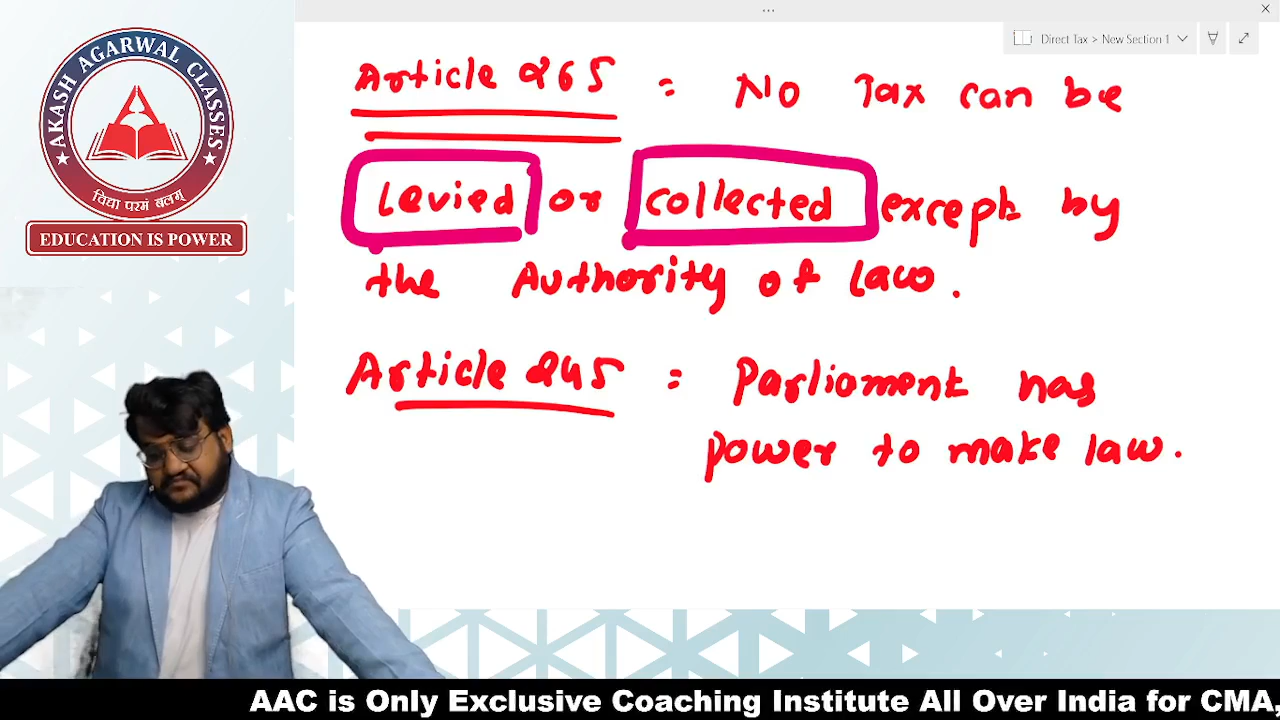 AKASH AGARWAL CLASSES
विद्या परमं बलम्
EDUCATION IS POWER
Direct Tax > New Section 1
Article 265 = No Tax can be
Levied or collected except by
the Authority of law.
Article 245 = Parliament has
power to make law.
AAC is Only Exclusive Coaching Institute All Over India for CMA,